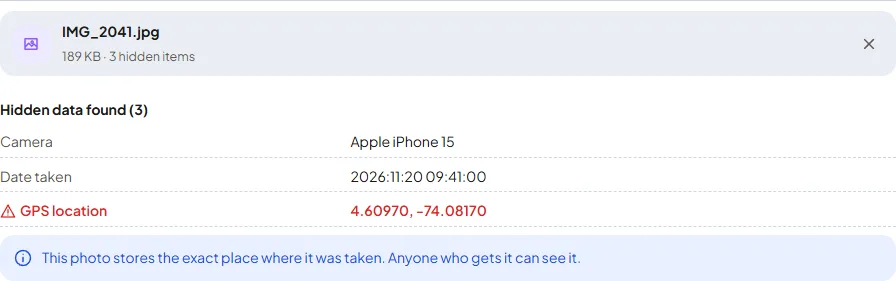 IMG_2041.jpg
189 KB · 3 hidden items
Hidden data found (3)
Camera Apple iPhone 15
Date taken 2026:11:20 09:41:00
GPS location 4.60970, -74.08170
This photo stores the exact place where it was taken. Anyone who gets it can see it.